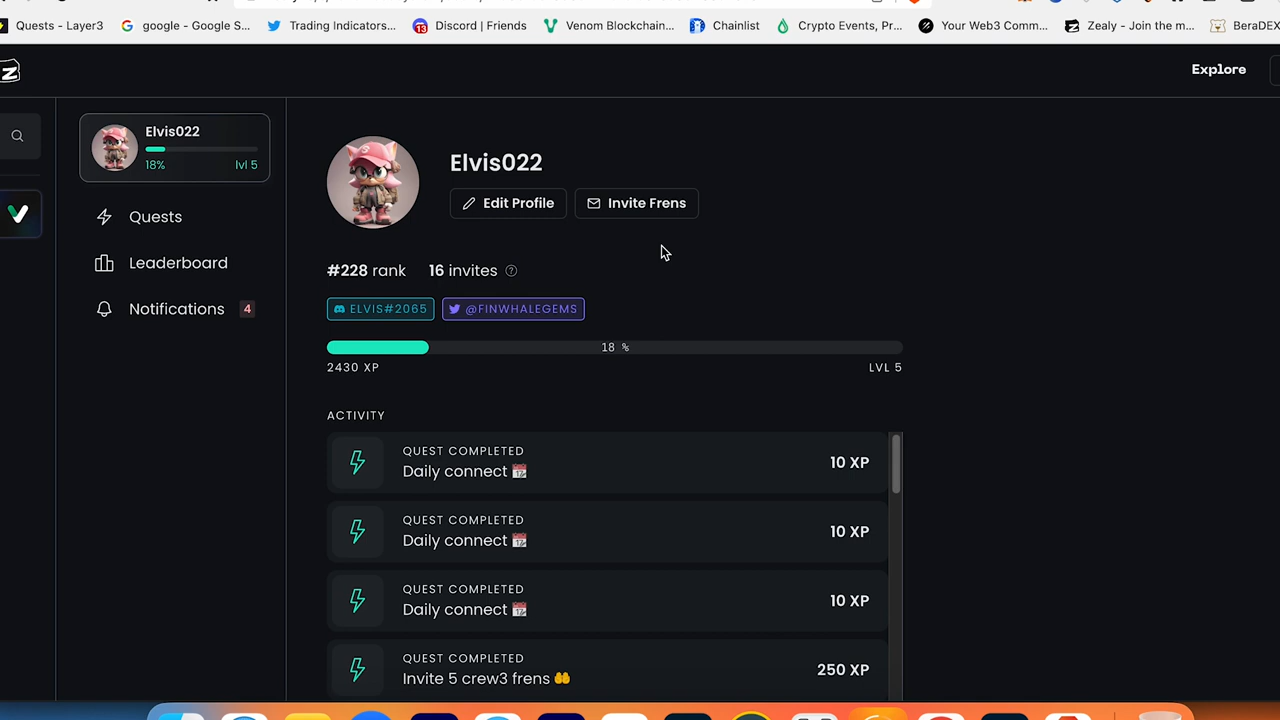 Quests - Layer3
google - Google S...
Trading Indicators...
13
Discord | Friends
Venom Blockchain...
Chainlist
Crypto Events, Pr...
Your Web3 Comm...
Zealy - Join the m...
BeraDEX
Explore
Elvis022
18%
lvl 5
Quests
Leaderboard
Notifications
4
Elvis022
Edit Profile
Invite Frens
#228 rank
16 invites
ELVIS#2065
@FINWHALEGEMS
18 %
2430 XP
LVL 5
ACTIVITY
QUEST COMPLETED
Daily connect 📆
10 XP
QUEST COMPLETED
Daily connect 📆
10 XP
QUEST COMPLETED
Daily connect 📆
10 XP
QUEST COMPLETED
Invite 5 crew3 frens 🤲
250 XP